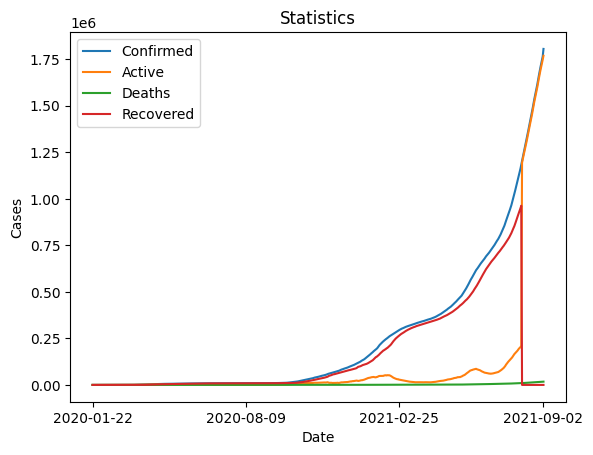 Statistics
1e6
Confirmed
Active
Deaths
Recovered
1.75
1.50
1.25
1.00
0.75
0.50
0.25
0.00
Cases
2020-01-22 2020-08-09 2021-02-25 2021-09-02
Date